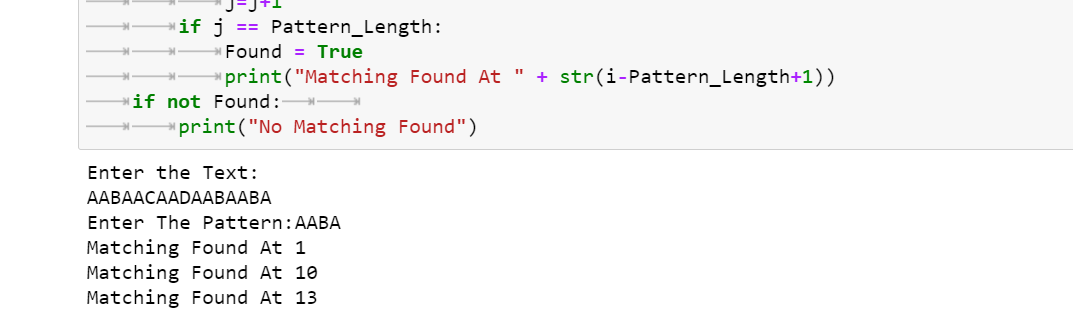 j=j+1
if j == Pattern_Length:
Found = True
print("Matching Found At " + str(i-Pattern_Length+1))
if not Found:
print("No Matching Found")
Enter the Text:
AABAACAADAABAABA
Enter The Pattern:AABA
Matching Found At 1
Matching Found At 10
Matching Found At 13